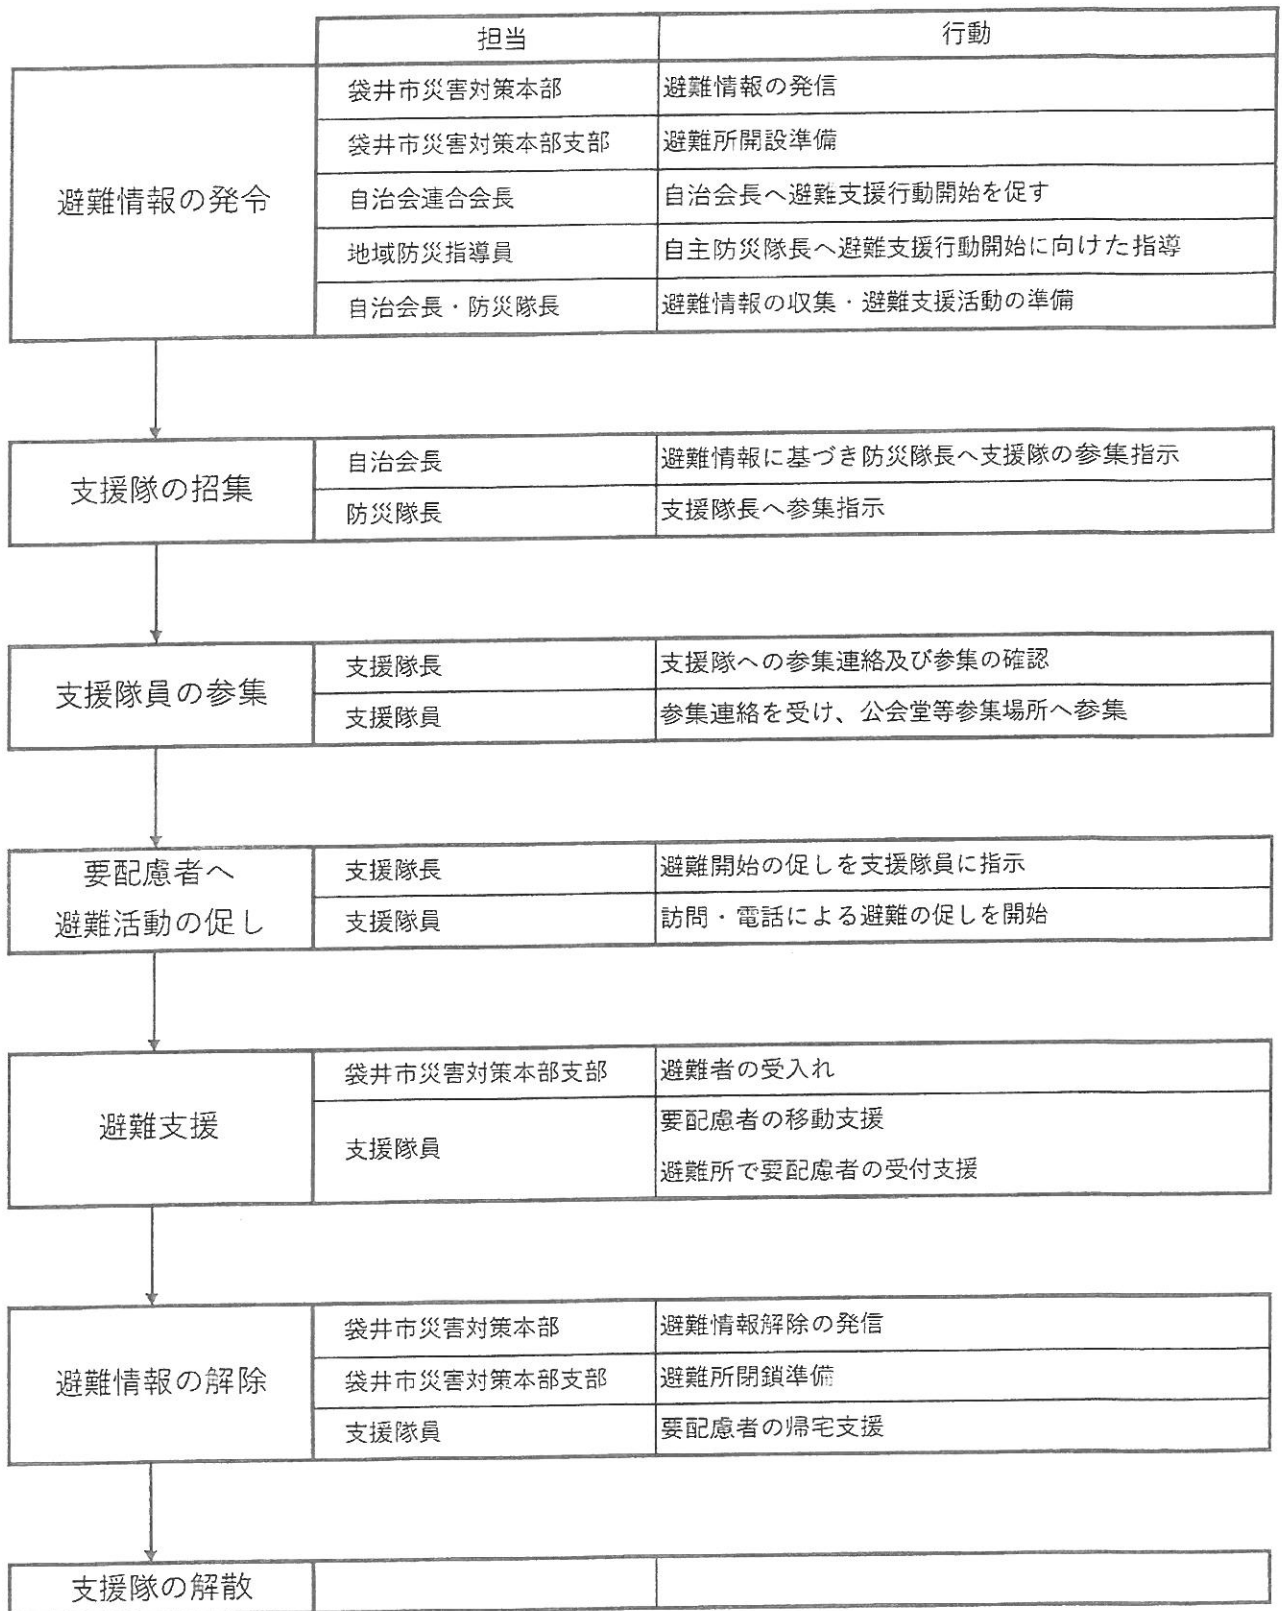 担当 行動
避難情報の発令
袋井市災害対策本部 避難情報の発信
袋井市災害対策本部支部 避難所開設準備
自治会連合会長 自治会長へ避難支援行動開始を促す
地域防災指導員 自主防災隊長へ避難支援行動開始に向けた指導
自治会長・防災隊長 避難情報の収集・避難支援活動の準備
支援隊の招集
自治会長 避難情報に基づき防災隊長へ支援隊の参集指示
防災隊長 支援隊長へ参集指示
支援隊員の参集
支援隊長 支援隊への参集連絡及び参集の確認
支援隊員 参集連絡を受け、公会堂等参集場所へ参集
要配慮者へ
避難活動の促し
支援隊長 避難開始の促しを支援隊員に指示
支援隊員 訪問・電話による避難の促しを開始
避難支援
袋井市災害対策本部支部 避難者の受入れ
支援隊員 要配慮者の移動支援
避難所で要配慮者の受付支援
避難情報の解除
袋井市災害対策本部 避難情報解除の発信
袋井市災害対策本部支部 避難所閉鎖準備
支援隊員 要配慮者の帰宅支援
支援隊の解散